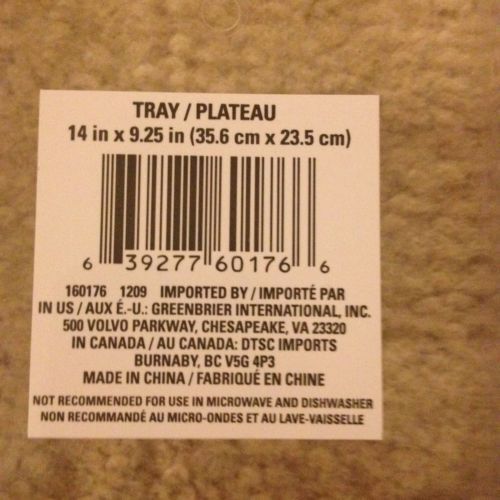 TRAY / PLATEAU
14 in x 9.25 in (35.6 cm x 23.5 cm)
6 39277 60176 6
160176 1209 IMPORTED BY / IMPORTÉ PAR
IN US / AUX É.-U.: GREENBRIER INTERNATIONAL, INC.
500 VOLVO PARKWAY, CHESAPEAKE, VA 23320
IN CANADA / AU CANADA: DTSC IMPORTS
BURNABY, BC V5G 4P3
MADE IN CHINA / FABRIQUÉ EN CHINE
NOT RECOMMENDED FOR USE IN MICROWAVE AND DISHWASHER
NON RECOMMANDÉ AU MICRO-ONDES ET AU LAVE-VAISSELLE